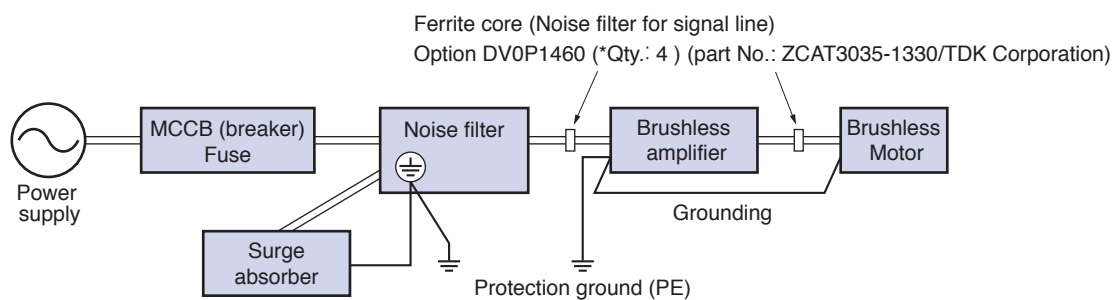 Ferrite core (Noise filter for signal line)
Option DV0P1460 (*Qty.: 4 ) (part No.: ZCAT3035-1330/TDK Corporation)
MCCB (breaker)
Fuse
Noise filter
Brushless
amplifier
Brushless
Motor
Power
supply
Grounding
Surge
absorber
Protection ground (PE)